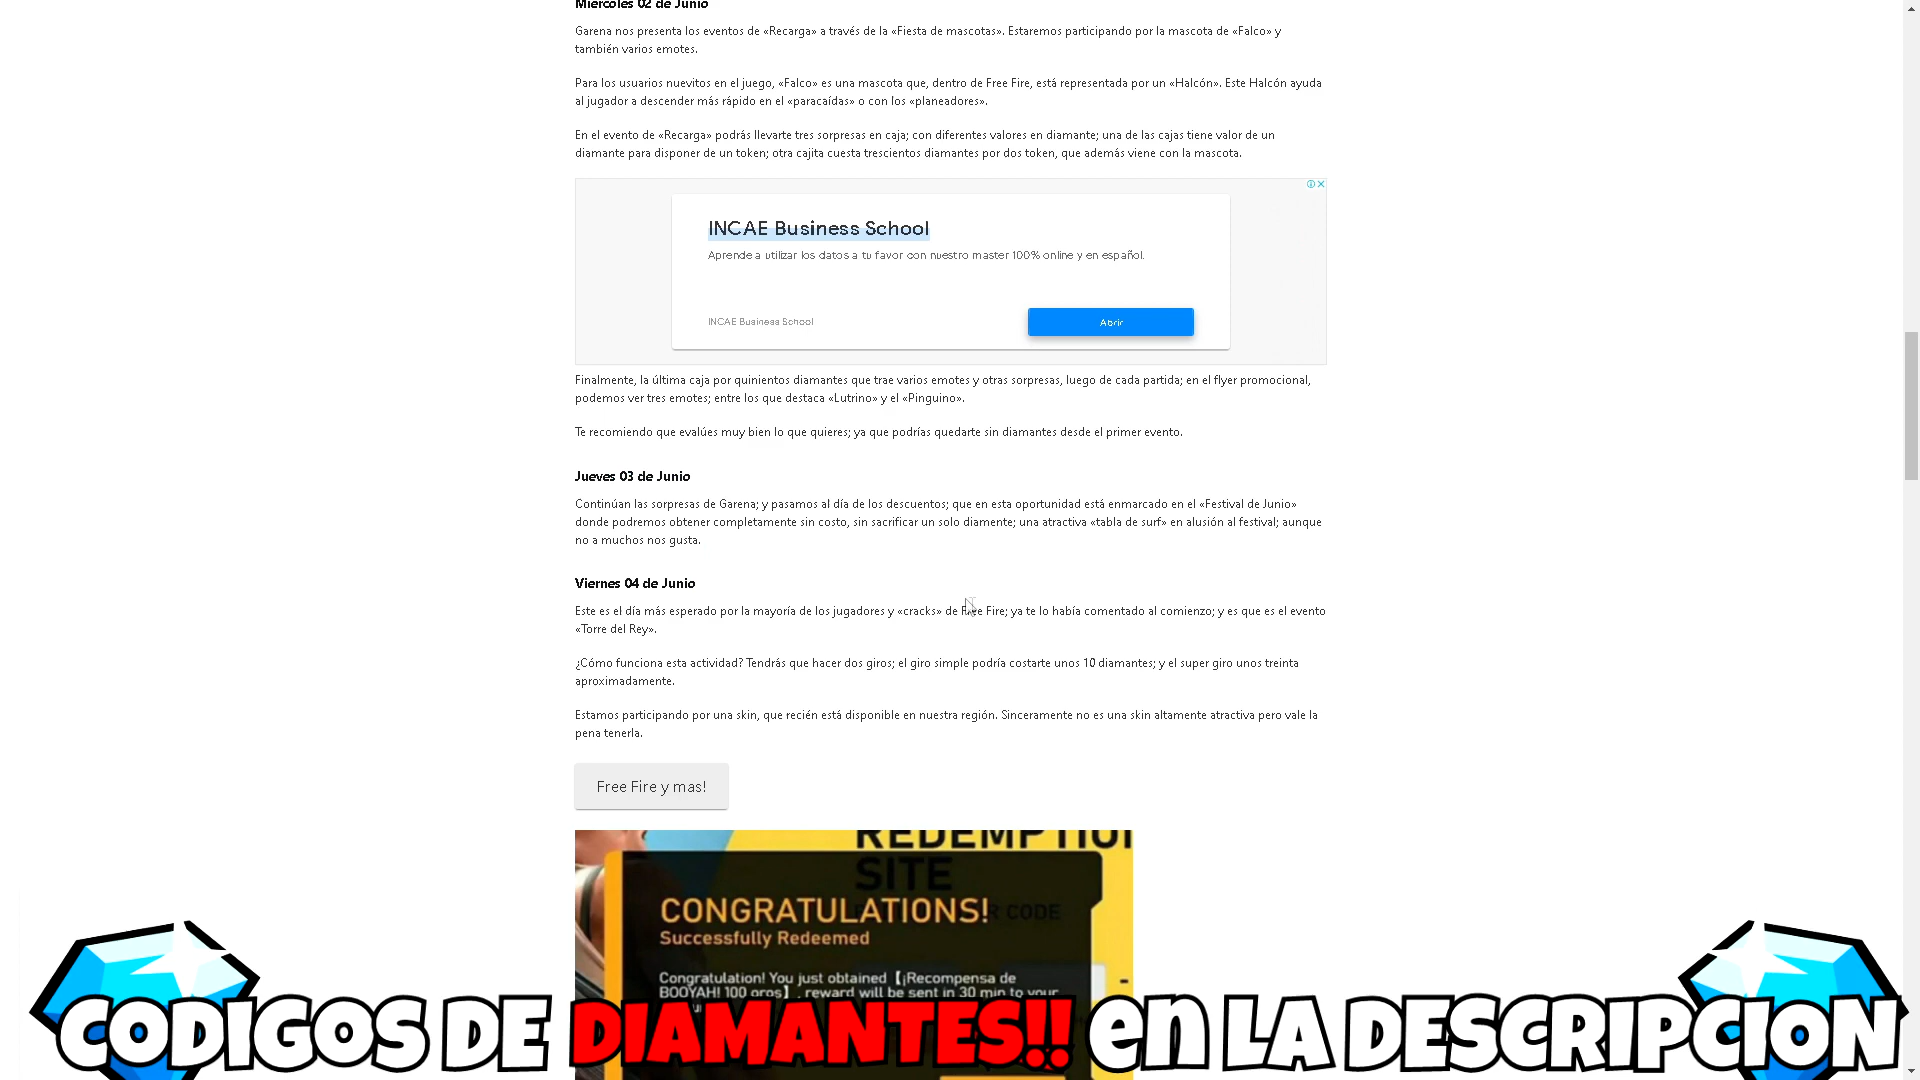 Miércoles 02 de Junio
Garena nos presenta los eventos de «Recarga» a través de la «Fiesta de mascotas». Estaremos participando por la mascota de «Falco» y
también varios emotes.
Para los usuarios nuevitos en el juego, «Falco» es una mascota que, dentro de Free Fire, está representada por un «Halcón». Este Halcón ayuda
al jugador a descender más rápido en el «paracaídas» o con los «planeadores».
En el evento de «Recarga» podrás llevarte tres sorpresas en caja; con diferentes valores en diamante; una de las cajas tiene valor de un
diamante para disponer de un token; otra cajita cuesta trescientos diamantes por dos token, que además viene con la mascota.
INCAE Business School
Aprende a utilizar los datos a tu favor con nuestro master 100% online y en español.
INCAE Business School
Abrir
Finalmente, la última caja por quinientos diamantes que trae varios emotes y otras sorpresas, luego de cada partida; en el flyer promocional,
podemos ver tres emotes; entre los que destaca «Lutrino» y el «Pinguino».
Te recomiendo que evalúes muy bien lo que quieres; ya que podrías quedarte sin diamantes desde el primer evento.
Jueves 03 de Junio
Continúan las sorpresas de Garena; y pasamos al día de los descuentos; que en esta oportunidad está enmarcado en el «Festival de Junio»
donde podremos obtener completamente sin costo, sin sacrificar un solo diamente; una atractiva «tabla de surf» en alusión al festival; aunque
no a muchos nos gusta.
Viernes 04 de Junio
Este es el día más esperado por la mayoría de los jugadores y «cracks» de Free Fire; ya te lo había comentado al comienzo; y es que es el evento
«Torre del Rey».
¿Cómo funciona esta actividad? Tendrás que hacer dos giros; el giro simple podría costarte unos 10 diamantes; y el super giro unos treinta
aproximadamente.
Estamos participando por una skin, que recién está disponible en nuestra región. Sinceramente no es una skin altamente atractiva pero vale la
pena tenerla.
Free Fire y mas!
REDEMPTION
SITE
CODE
CONGRATULATIONS!
Successfully Redeemed
Congratulation! You just obtained【¡Recompensa de
BOOYAH! 100 oros】, reward will be sent in 30 min to your
CODIGOS DE DIAMANTES!! en LA DESCRIPCION